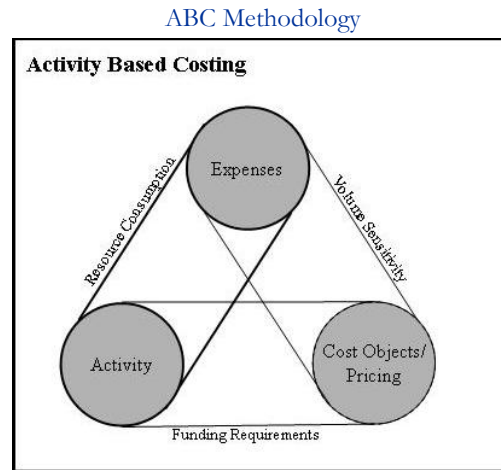 ABC Methodology
Activity Based Costing
Expenses
Resource Consumption
Volume Sensitivity
Activity
Cost Objects/
Pricing
Funding Requirements